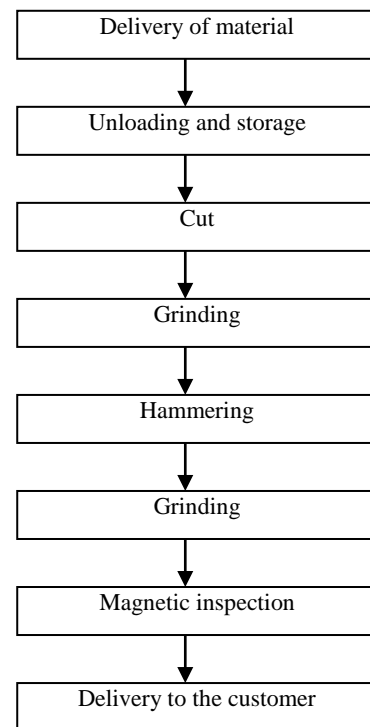 Delivery of material
Unloading and storage
Cut
Grinding
Hammering
Grinding
Magnetic inspection
Delivery to the customer